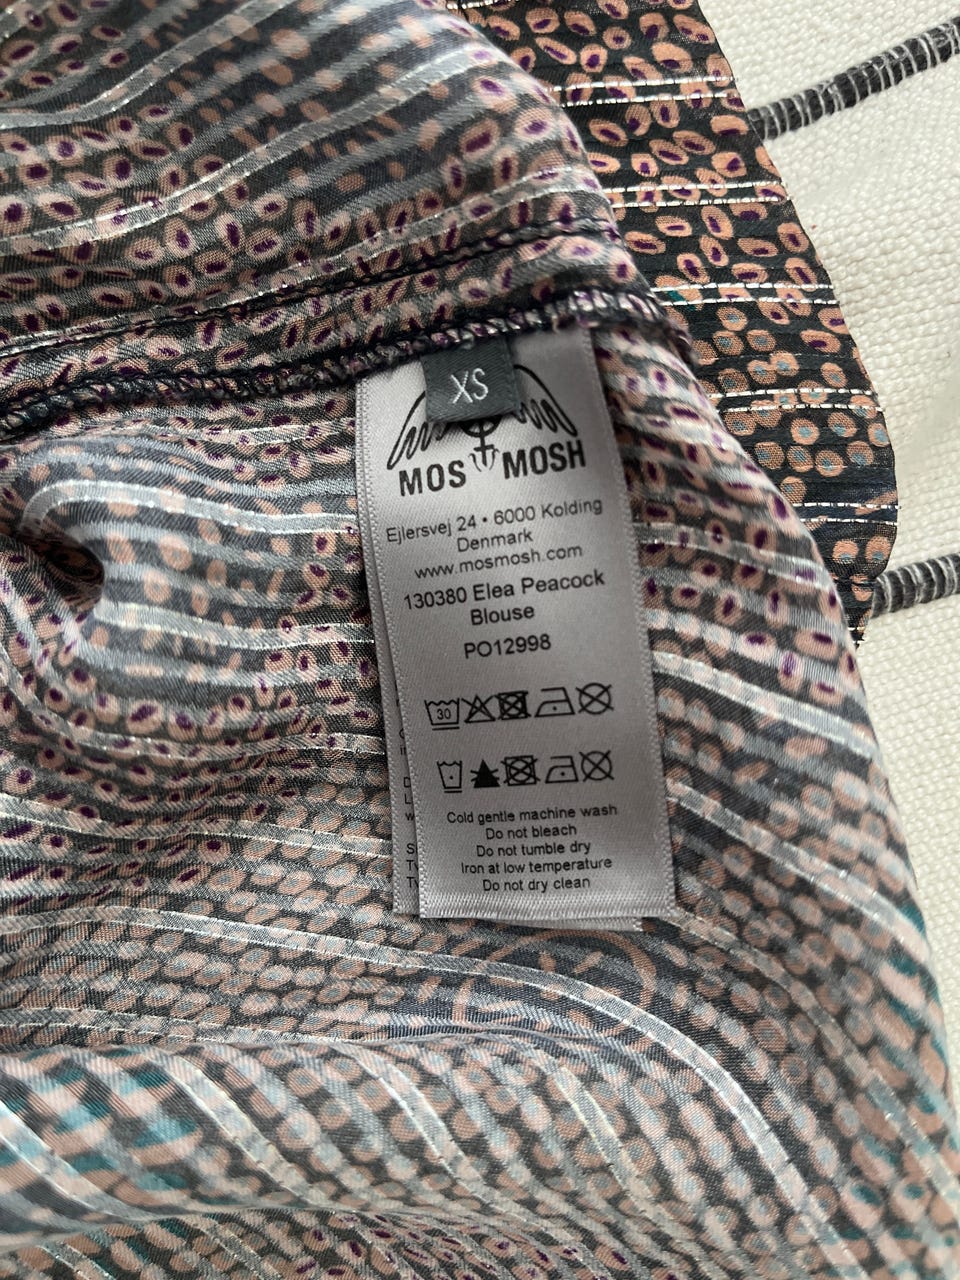 XS
MOS MOSH
Ejlersvej 24 • 6000 Kolding
Denmark
www.mosmosh.com
130380 Elea Peacock
Blouse
PO12998
30
Cold gentle machine wash
Do not bleach
Do not tumble dry
Iron at low temperature
Do not dry clean